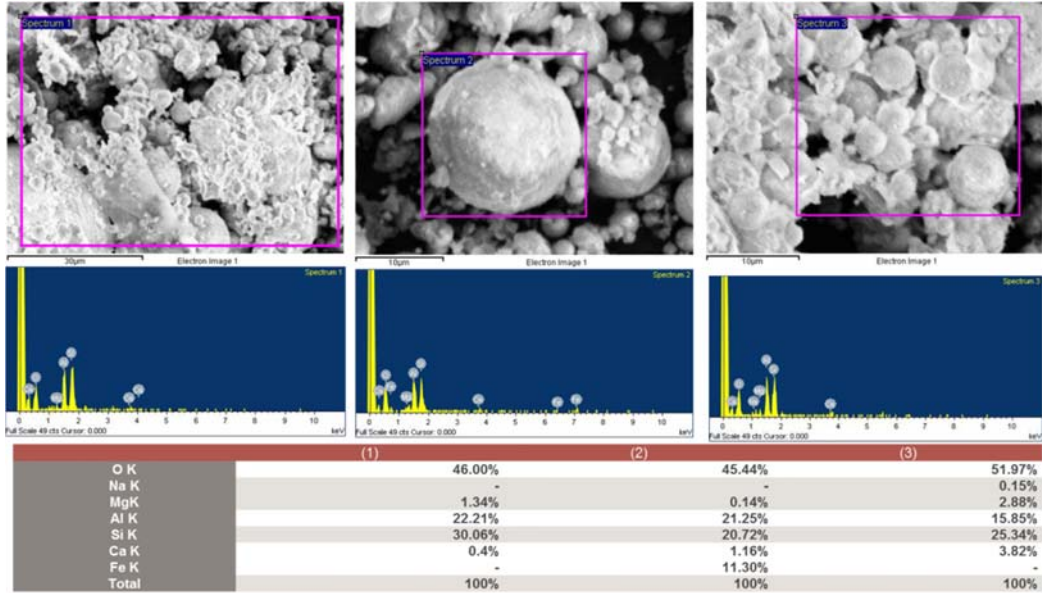 Spectrum 1
Spectrum 2
Spectrum 3
30µm Electron Image 1
10µm Electron Image 1
10µm Electron Image 1
Spectrum 1
Spectrum 2
Spectrum 3
0 2 4 6 8 10
Full Scale 49 cts Cursor: 0.000 keV
0 1 2 3 4 5 6 7 8 9 10
Full Scale 49 cts Cursor: 0.000 keV
0 1 2 3 4 5 6 7 8 9 10
Full Scale 49 cts Cursor: 0.000 keV
(1) (2) (3)
O K 46.00% 45.44% 51.97%
Na K - - 0.15%
MgK 1.34% 0.14% 2.88%
Al K 22.21% 21.25% 15.85%
Si K 30.06% 20.72% 25.34%
Ca K 0.4% 1.16% 3.82%
Fe K - 11.30% -
Total 100% 100% 100%